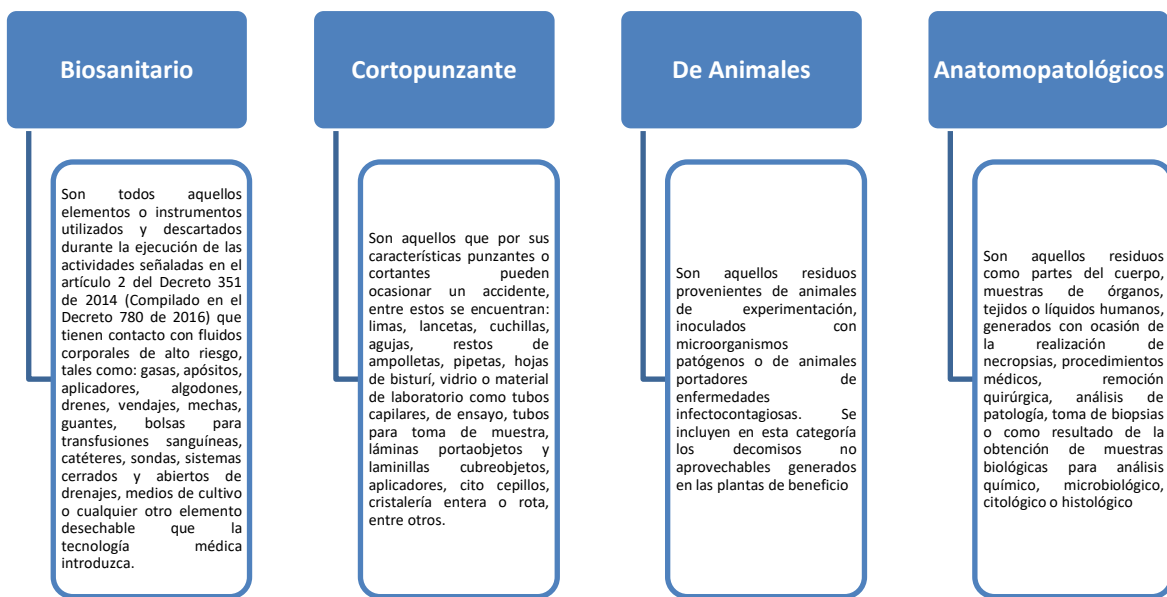 Biosanitario
Son todos aquellos
elementos o instrumentos
utilizados y descartados
durante la ejecución de las
actividades señaladas en el
artículo 2 del Decreto 351
de 2014 (Compilado en el
Decreto 780 de 2016) que
tienen contacto con fluidos
corporales de alto riesgo,
tales como: gasas, apósitos,
aplicadores, algodones,
drenes, vendajes, mechas,
guantes, bolsas para
transfusiones sanguíneas,
catéteres, sondas, sistemas
cerrados y abiertos de
drenajes, medios de cultivo
o cualquier otro elemento
desechable que la
tecnología médica
introduzca.
Cortopunzante
Son aquellos que por sus
características punzantes o
cortantes pueden
ocasionar un accidente,
entre estos se encuentran:
limas, lancetas, cuchillas,
agujas, restos de
ampolletas, pipetas, hojas
de bisturí, vidrio o material
de laboratorio como tubos
capilares, de ensayo, tubos
para toma de muestra,
láminas portaobjetos y
laminillas cubreobjetos,
aplicadores, cito cepillos,
cristalería entera o rota,
entre otros.
De Animales
Son aquellos residuos
provenientes de animales
de experimentación,
inoculados con
microorganismos
patógenos o de animales
portadores de
enfermedades
infectocontagiosas. Se
incluyen en esta categoría
los decomisos no
aprovechables generados
en las plantas de beneficio
Anatomopatológicos
Son aquellos residuos
como partes del cuerpo,
muestras de órganos,
tejidos o líquidos humanos,
generados con ocasión de
la realización de
necropsias, procedimientos
médicos, remoción
quirúrgica, análisis de
patología, toma de biopsias
o como resultado de la
obtención de muestras
biológicas para análisis
químico, microbiológico,
citológico o histológico